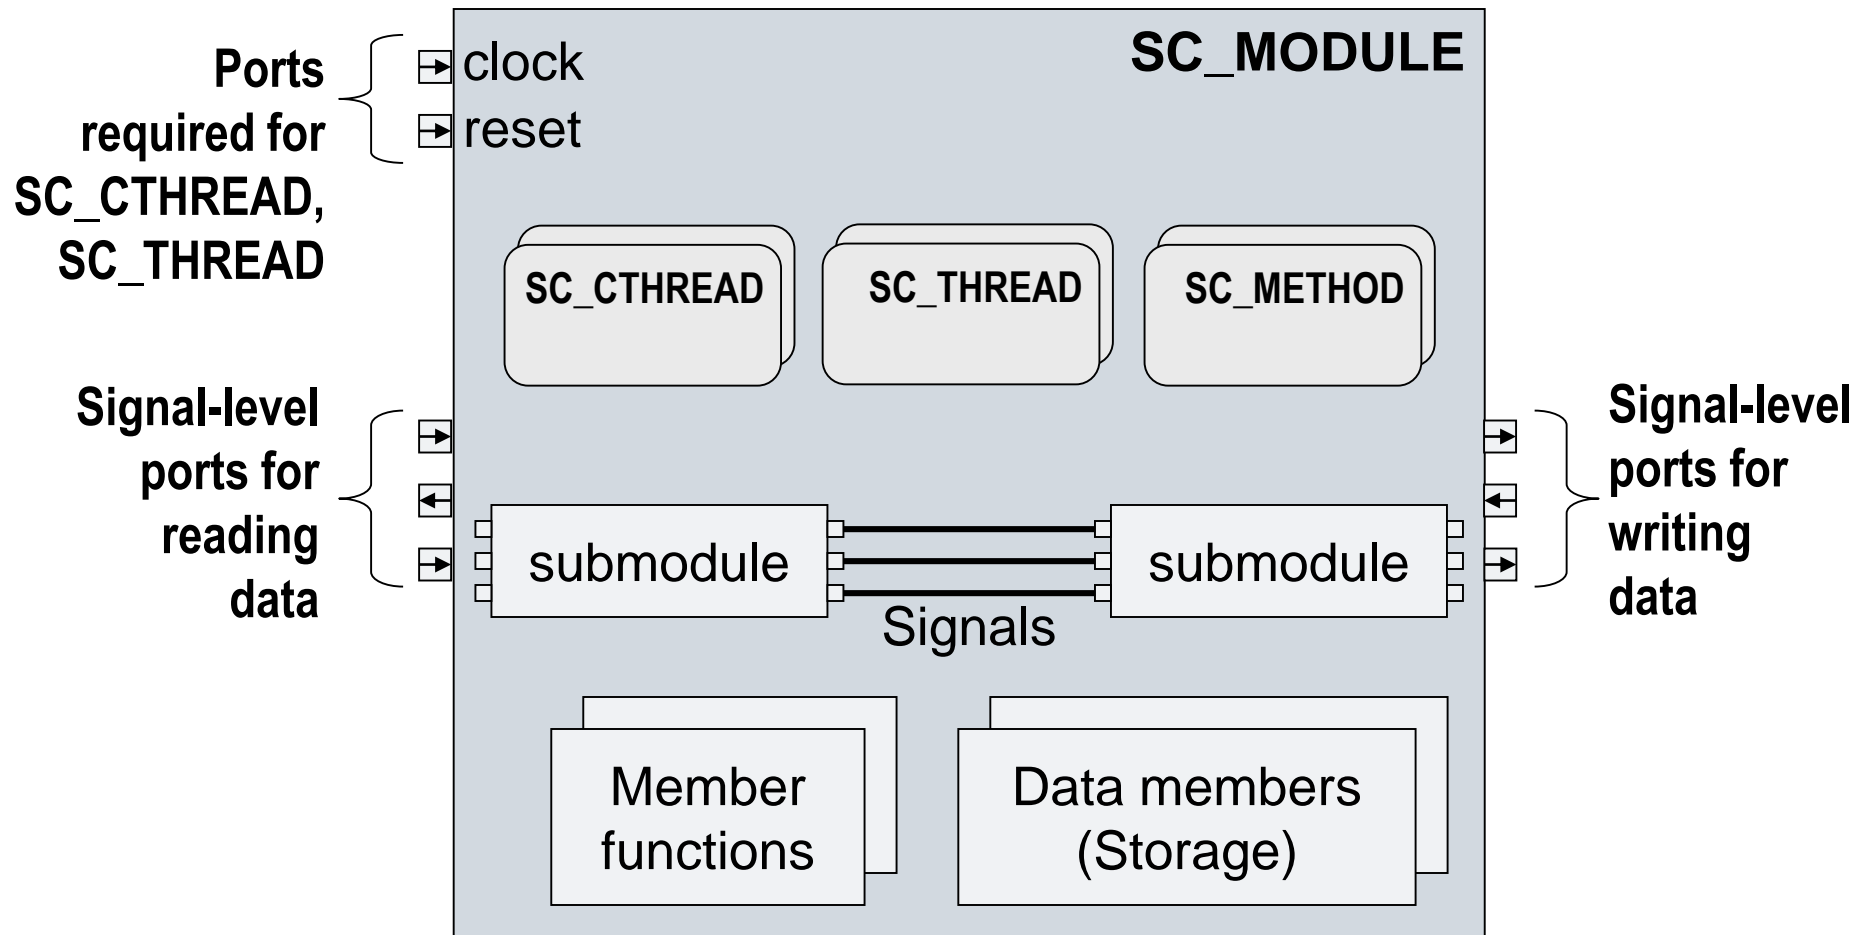 SC_MODULE
clock
reset
Ports
required for
SC_CTHREAD,
SC_THREAD
SC_CTHREAD
SC_THREAD
SC_METHOD
Signal-level
ports for
reading
data
submodule
submodule
Signals
Signal-level
ports for
writing
data
Member
functions
Data members
(Storage)